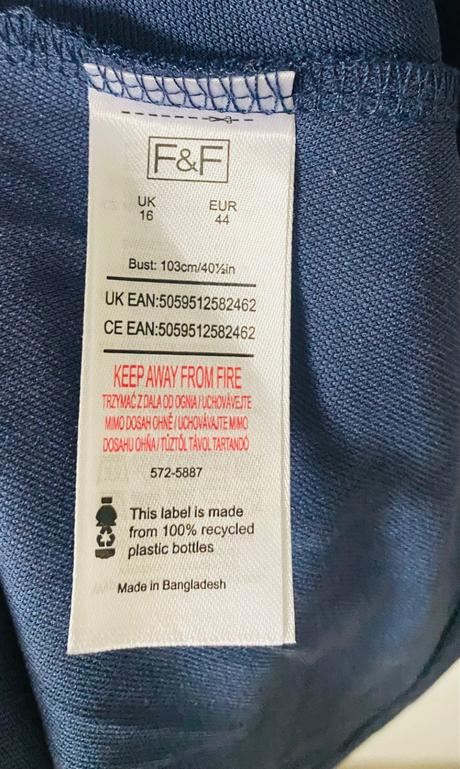 F&F
UK EUR
16 44
Bust: 103cm/40½in
UK EAN:5059512582462
CE EAN:5059512582462
KEEP AWAY FROM FIRE
TRZYMAĆ Z DALA OD OGNIA / UCHOVÁVEJTE
MIMO DOSAH OHNĚ / UCHOVÁVAJTE MIMO
DOSAHU OHŇA / TŰZTŐL TÁVOL TARTANDÓ
572-5887
This label is made
from 100% recycled
plastic bottles
Made in Bangladesh